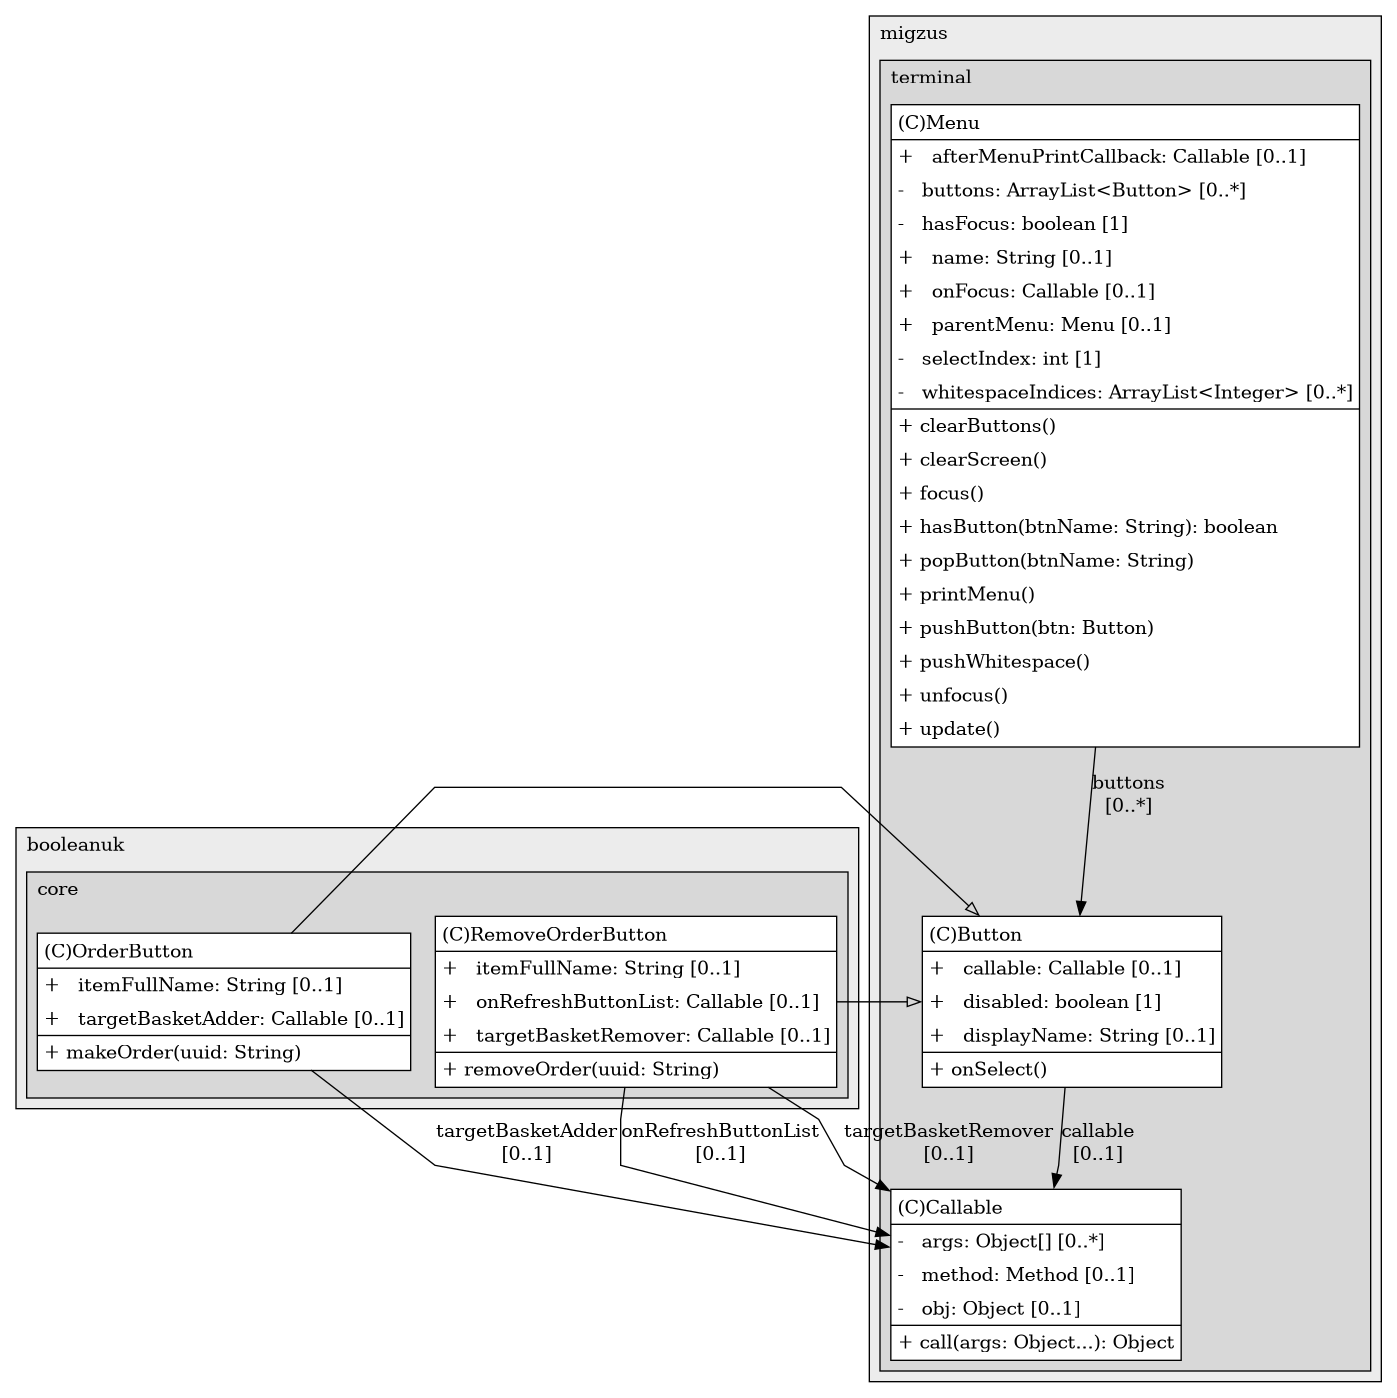 migzus
terminal
(C)Menu
+ afterMenuPrintCallback: Callable [0..1]
- buttons: ArrayList<Button> [0..*]
- hasFocus: boolean [1]
+ name: String [0..1]
+ onFocus: Callable [0..1]
+ parentMenu: Menu [0..1]
- selectIndex: int [1]
- whitespaceIndices: ArrayList<Integer> [0..*]
+ clearButtons()
+ clearScreen()
+ focus()
+ hasButton(btnName: String): boolean
+ popButton(btnName: String)
+ printMenu()
+ pushButton(btn: Button)
+ pushWhitespace()
+ unfocus()
+ update()
buttons
[0..*]
booleanuk
core
(C)OrderButton
+ itemFullName: String [0..1]
+ targetBasketAdder: Callable [0..1]
+ makeOrder(uuid: String)
(C)RemoveOrderButton
+ itemFullName: String [0..1]
+ onRefreshButtonList: Callable [0..1]
+ targetBasketRemover: Callable [0..1]
+ removeOrder(uuid: String)
(C)Button
+ callable: Callable [0..1]
+ disabled: boolean [1]
+ displayName: String [0..1]
+ onSelect()
targetBasketAdder
[0..1]
onRefreshButtonList
[0..1]
targetBasketRemover
[0..1]
callable
[0..1]
(C)Callable
- args: Object[] [0..*]
- method: Method [0..1]
- obj: Object [0..1]
+ call(args: Object...): Object